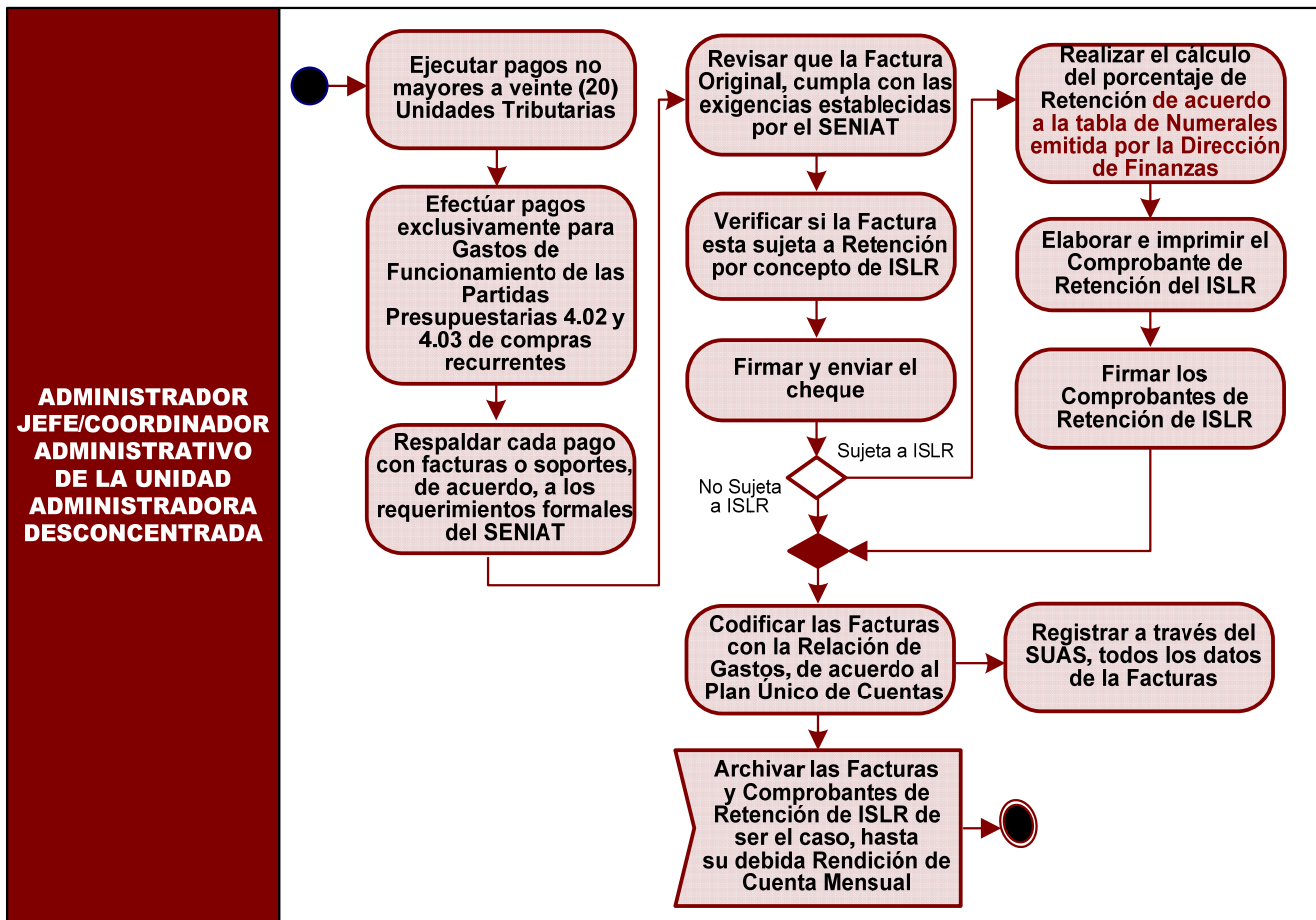 ADMINISTRADOR
JEFE/COORDINADOR
ADMINISTRATIVO
DE LA UNIDAD
ADMINISTRADORA
DESCONCENTRADA
Ejecutar pagos no
mayores a veinte (20)
Unidades Tributarias
Efectúar pagos
exclusivamente para
Gastos de
Funcionamiento de las
Partidas
Presupuestarias 4.02 y
4.03 de compras
recurrentes
Respaldar cada pago
con facturas o soportes,
de acuerdo, a los
requerimientos formales
del SENIAT
Revisar que la Factura
Original, cumpla con las
exigencias establecidas
por el SENIAT
Verificar si la Factura
esta sujeta a Retención
por concepto de ISLR
Firmar y enviar el
cheque
Sujeta a ISLR
No Sujeta
a ISLR
Realizar el cálculo
del porcentaje de
Retención de acuerdo
a la tabla de Numerales
emitida por la Dirección
de Finanzas
Elaborar e imprimir el
Comprobante de
Retención del ISLR
Firmar los
Comprobantes de
Retención de ISLR
Codificar las Facturas
con la Relación de
Gastos, de acuerdo al
Plan Único de Cuentas
Registrar a través del
SUAS, todos los datos
de la Facturas
Archivar las Facturas
y Comprobantes de
Retención de ISLR de
ser el caso, hasta
su debida Rendición de
Cuenta Mensual